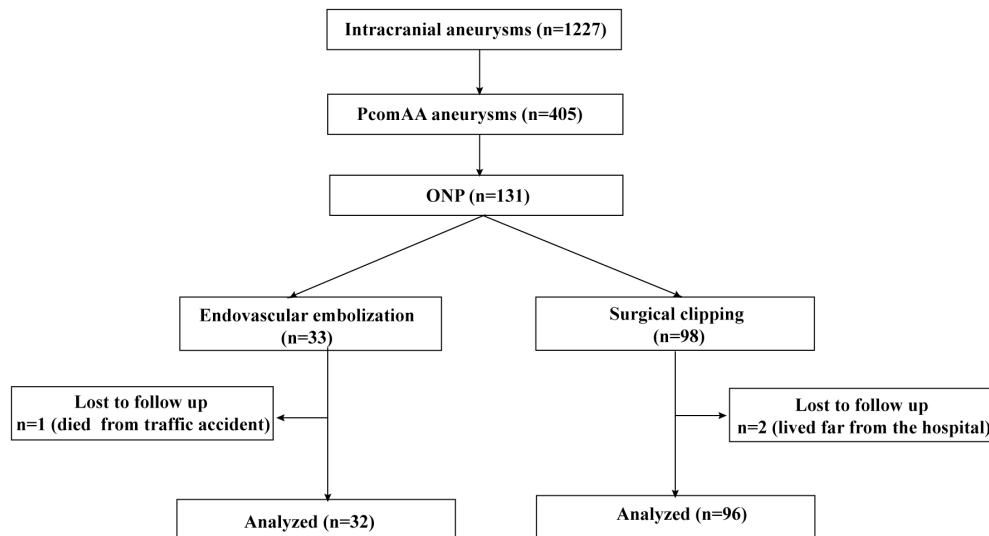 Intracranial aneurysms (n=1227)
PcomAA aneurysms (n=405)
ONP (n=131)
Endovascular embolization
(n=33)
Surgical clipping
(n=98)
Lost to follow up
n=1 (died from traffic accident)
Lost to follow up
n=2 (lived far from the hospital)
Analyzed (n=32)
Analyzed (n=96)